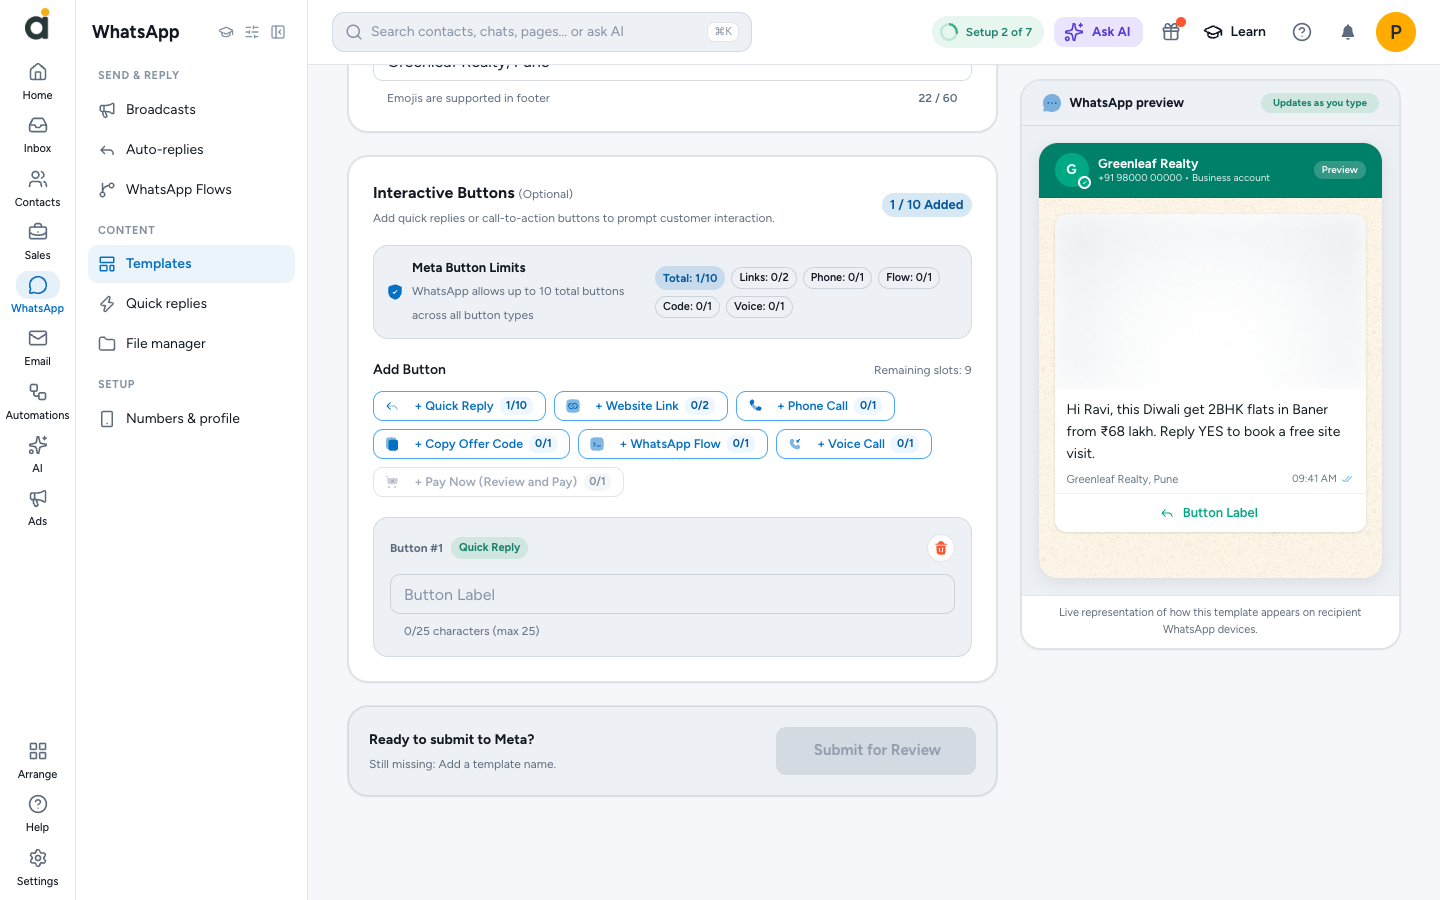 WhatsApp
Search contacts, chats, pages... or ask AI
⌘K
Setup 2 of 7
Ask AI
Learn
P
Home
Inbox
Contacts
Sales
WhatsApp
Email
Automations
AI
Ads
Arrange
Help
Settings
SEND & REPLY
Broadcasts
Auto-replies
WhatsApp Flows
CONTENT
Templates
Quick replies
File manager
SETUP
Numbers & profile
Greenleaf Realty, Pune
Emojis are supported in footer
22 / 60
Interactive Buttons (Optional)
Add quick replies or call-to-action buttons to prompt customer interaction.
1 / 10 Added
Meta Button Limits
WhatsApp allows up to 10 total buttons
across all button types
Total: 1/10
Links: 0/2
Phone: 0/1
Flow: 0/1
Code: 0/1
Voice: 0/1
Add Button
Remaining slots: 9
+ Quick Reply 1/10
+ Website Link 0/2
+ Phone Call 0/1
+ Copy Offer Code 0/1
+ WhatsApp Flow 0/1
+ Voice Call 0/1
+ Pay Now (Review and Pay) 0/1
Button #1 Quick Reply
Button Label
0/25 characters (max 25)
Ready to submit to Meta?
Still missing: Add a template name.
Submit for Review
WhatsApp preview
Updates as you type
G
Greenleaf Realty
+91 98000 00000 • Business account
Preview
Hi Ravi, this Diwali get 2BHK flats in Baner
from ₹68 lakh. Reply YES to book a free site
visit.
Greenleaf Realty, Pune
09:41 AM
Button Label
Live representation of how this template appears on recipient
WhatsApp devices.